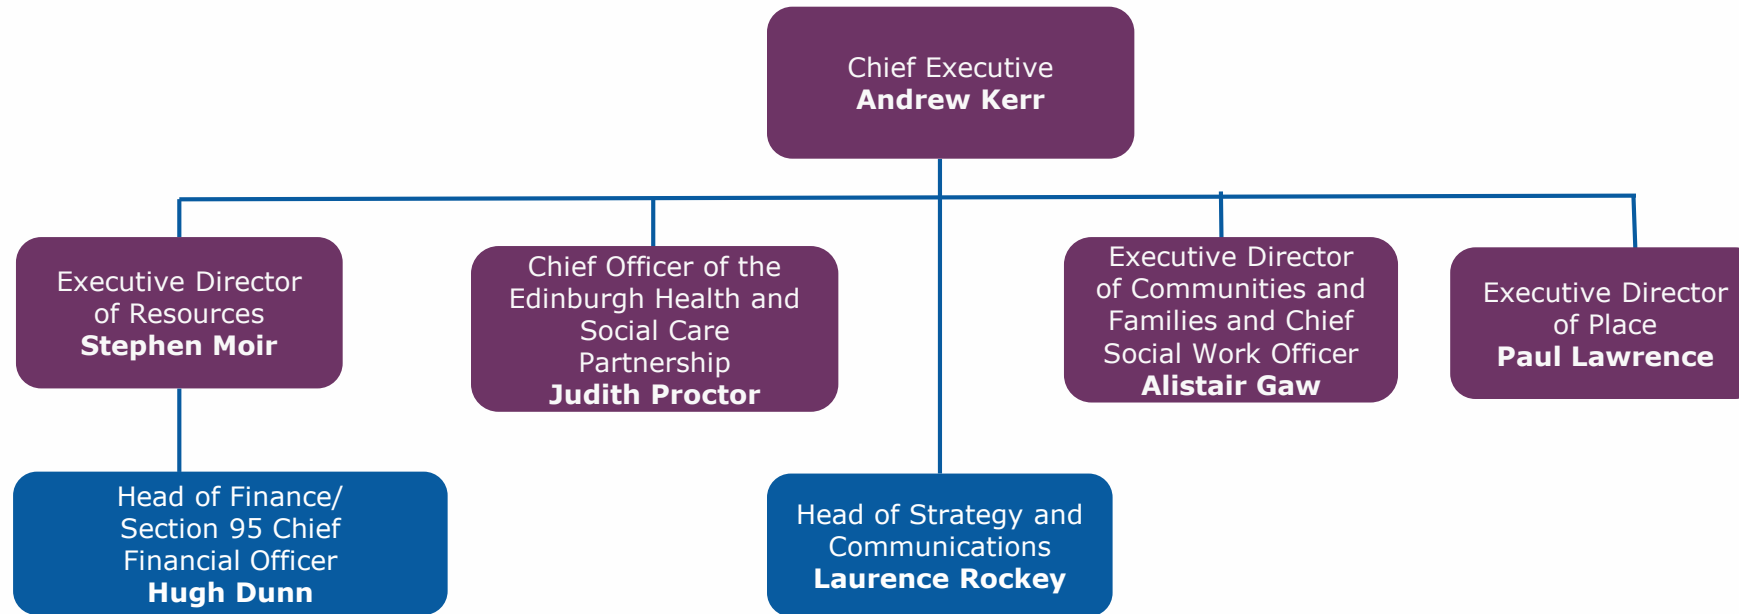 Chief Executive
Andrew Kerr
Executive Director
of Resources
Stephen Moir
Chief Officer of the
Edinburgh Health and
Social Care
Partnership
Judith Proctor
Executive Director
of Communities and
Families and Chief
Social Work Officer
Alistair Gaw
Executive Director
of Place
Paul Lawrence
Head of Finance/
Section 95 Chief
Financial Officer
Hugh Dunn
Head of Strategy and
Communications
Laurence Rockey